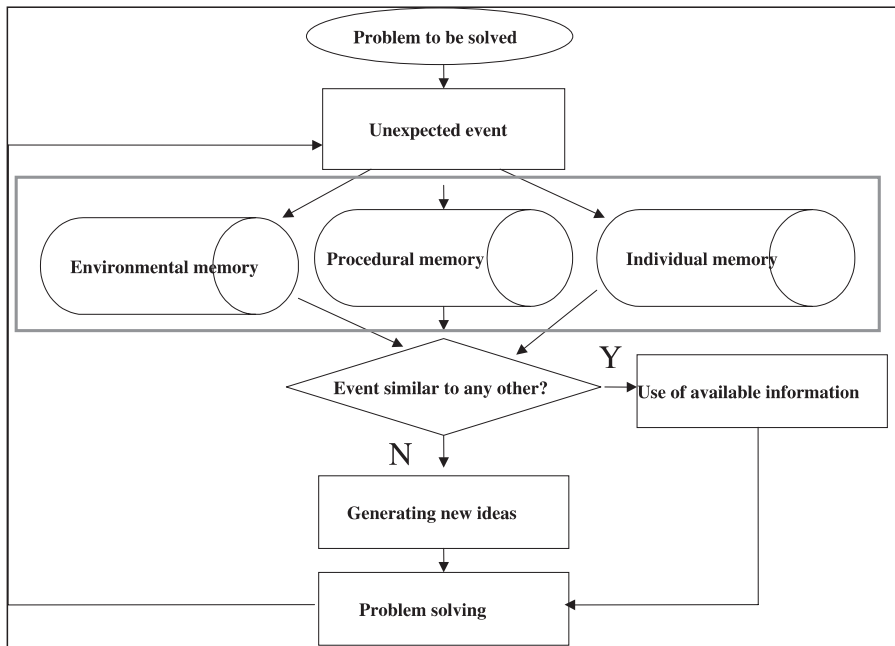 Problem to be solved
Unexpected event
Environmental memory
Procedural memory
Individual memory
Event similar to any other?
Y
Use of available information
N
Generating new ideas
Problem solving